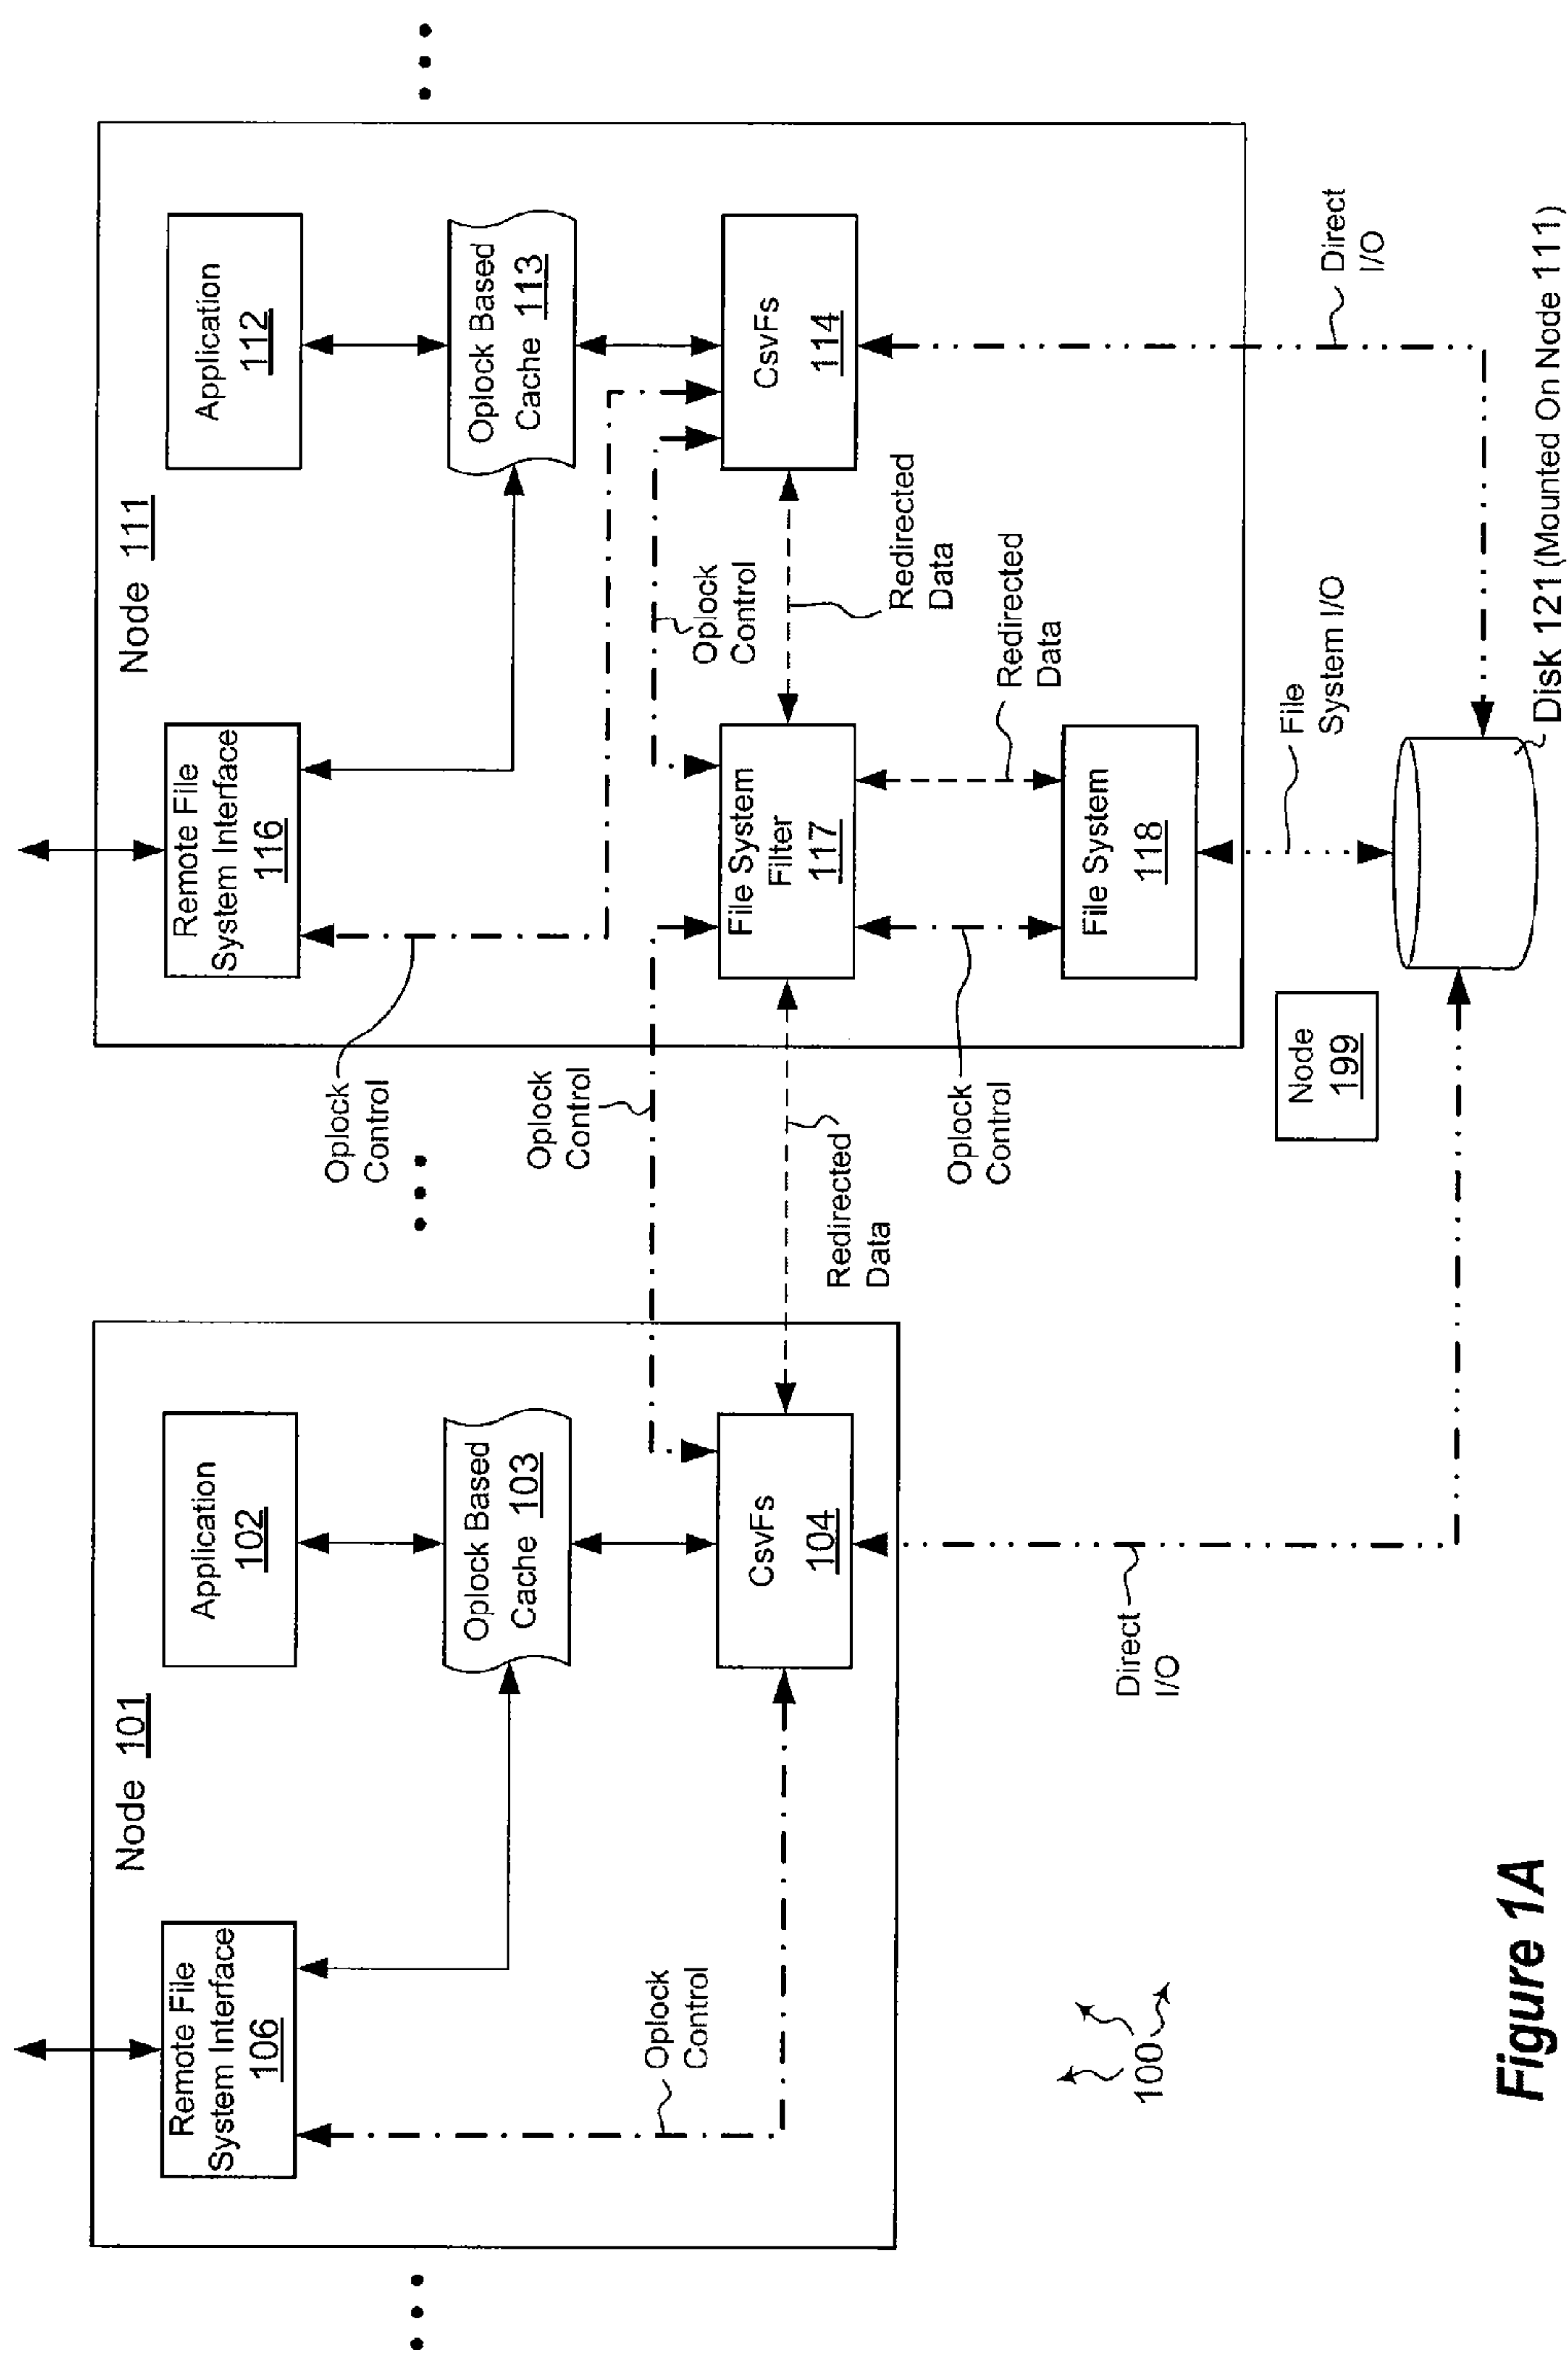 Node 101
Remote File
System Interface
106
Application
102
Oplock Based
Cache 103
Oplock
Control
CsvFs
104
Direct
I/O
100
Oplock
Control
Oplock
Control
Redirected
Data
Node 111
Remote File
System Interface
116
Application
112
Oplock Based
Cache 113
Oplock
Control
File System
Filter
117
CsvFs
114
Redirected
Data
Redirected
Data
Oplock
Control
File System
118
Node
199
File
System I/O
Direct
I/O
Disk 121 (Mounted On Node 111)
Figure 1A